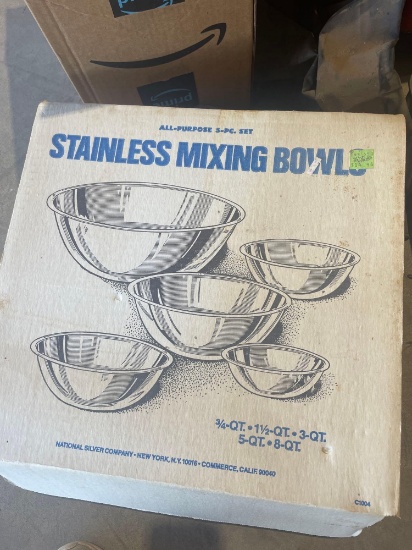 prime
ALL-PURPOSE 5-PC. SET
STAINLESS MIXING BOWLS
¾-QT. • 1½-QT. • 3-QT.
5-QT. • 8-QT.
NATIONAL SILVER COMPANY • NEW YORK, N.Y. 10016 • COMMERCE, CALIF. 90040
C1004